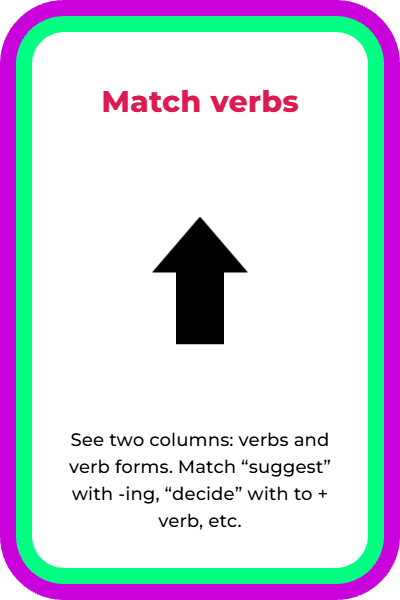 Match verbs
See two columns: verbs and
verb forms. Match “suggest”
with -ing, “decide” with to +
verb, etc.